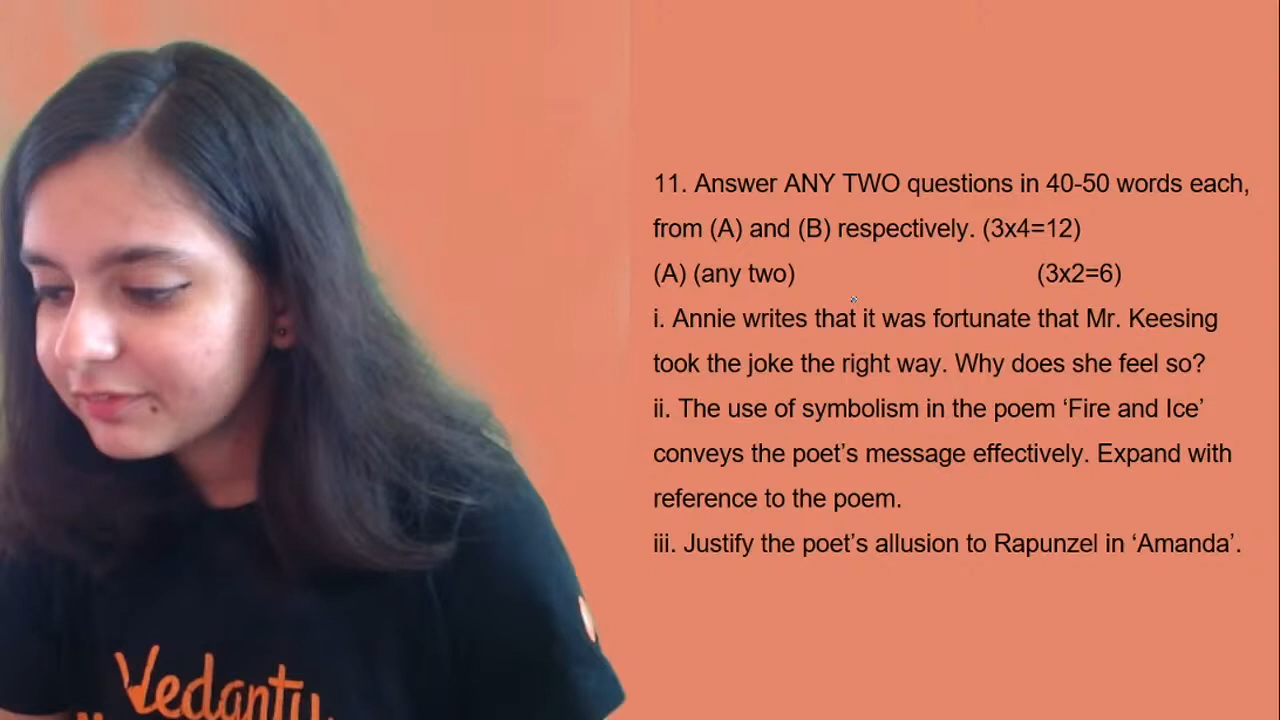 11. Answer ANY TWO questions in 40-50 words each,
from (A) and (B) respectively. (3x4=12)
(A) (any two) (3x2=6)
i. Annie writes that it was fortunate that Mr. Keesing
took the joke the right way. Why does she feel so?
ii. The use of symbolism in the poem ‘Fire and Ice’
conveys the poet’s message effectively. Expand with
reference to the poem.
iii. Justify the poet’s allusion to Rapunzel in ‘Amanda’.
Vedantu